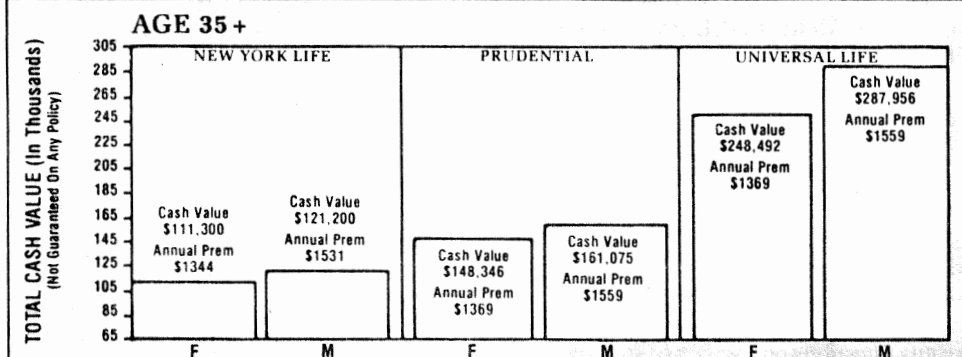 AGE 35+
TOTAL CASH VALUE (In Thousands)
(Not Guaranteed On Any Policy)
305
285
265
245
225
205
185
165
145
125
105
85
65
NEW YORK LIFE
Cash Value
$111,300
Annual Prem
$1344
F
Cash Value
$121,200
Annual Prem
$1531
M
PRUDENTIAL
Cash Value
$148,346
Annual Prem
$1369
F
Cash Value
$161,075
Annual Prem
$1559
M
UNIVERSAL LIFE
Cash Value
$248,492
Annual Prem
$1369
F
Cash Value
$287,956
Annual Prem
$1559
M